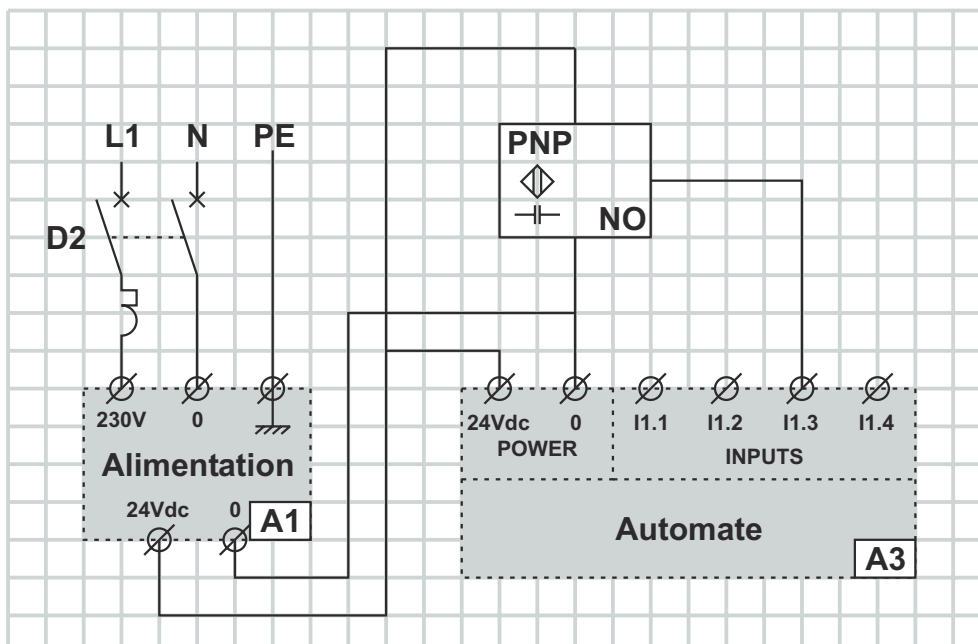 L1 N PE
D2
PNP
NO
230V 0
Alimentation
24Vdc 0
A1
24Vdc 0 I1.1 I1.2 I1.3 I1.4
POWER INPUTS
Automate
A3